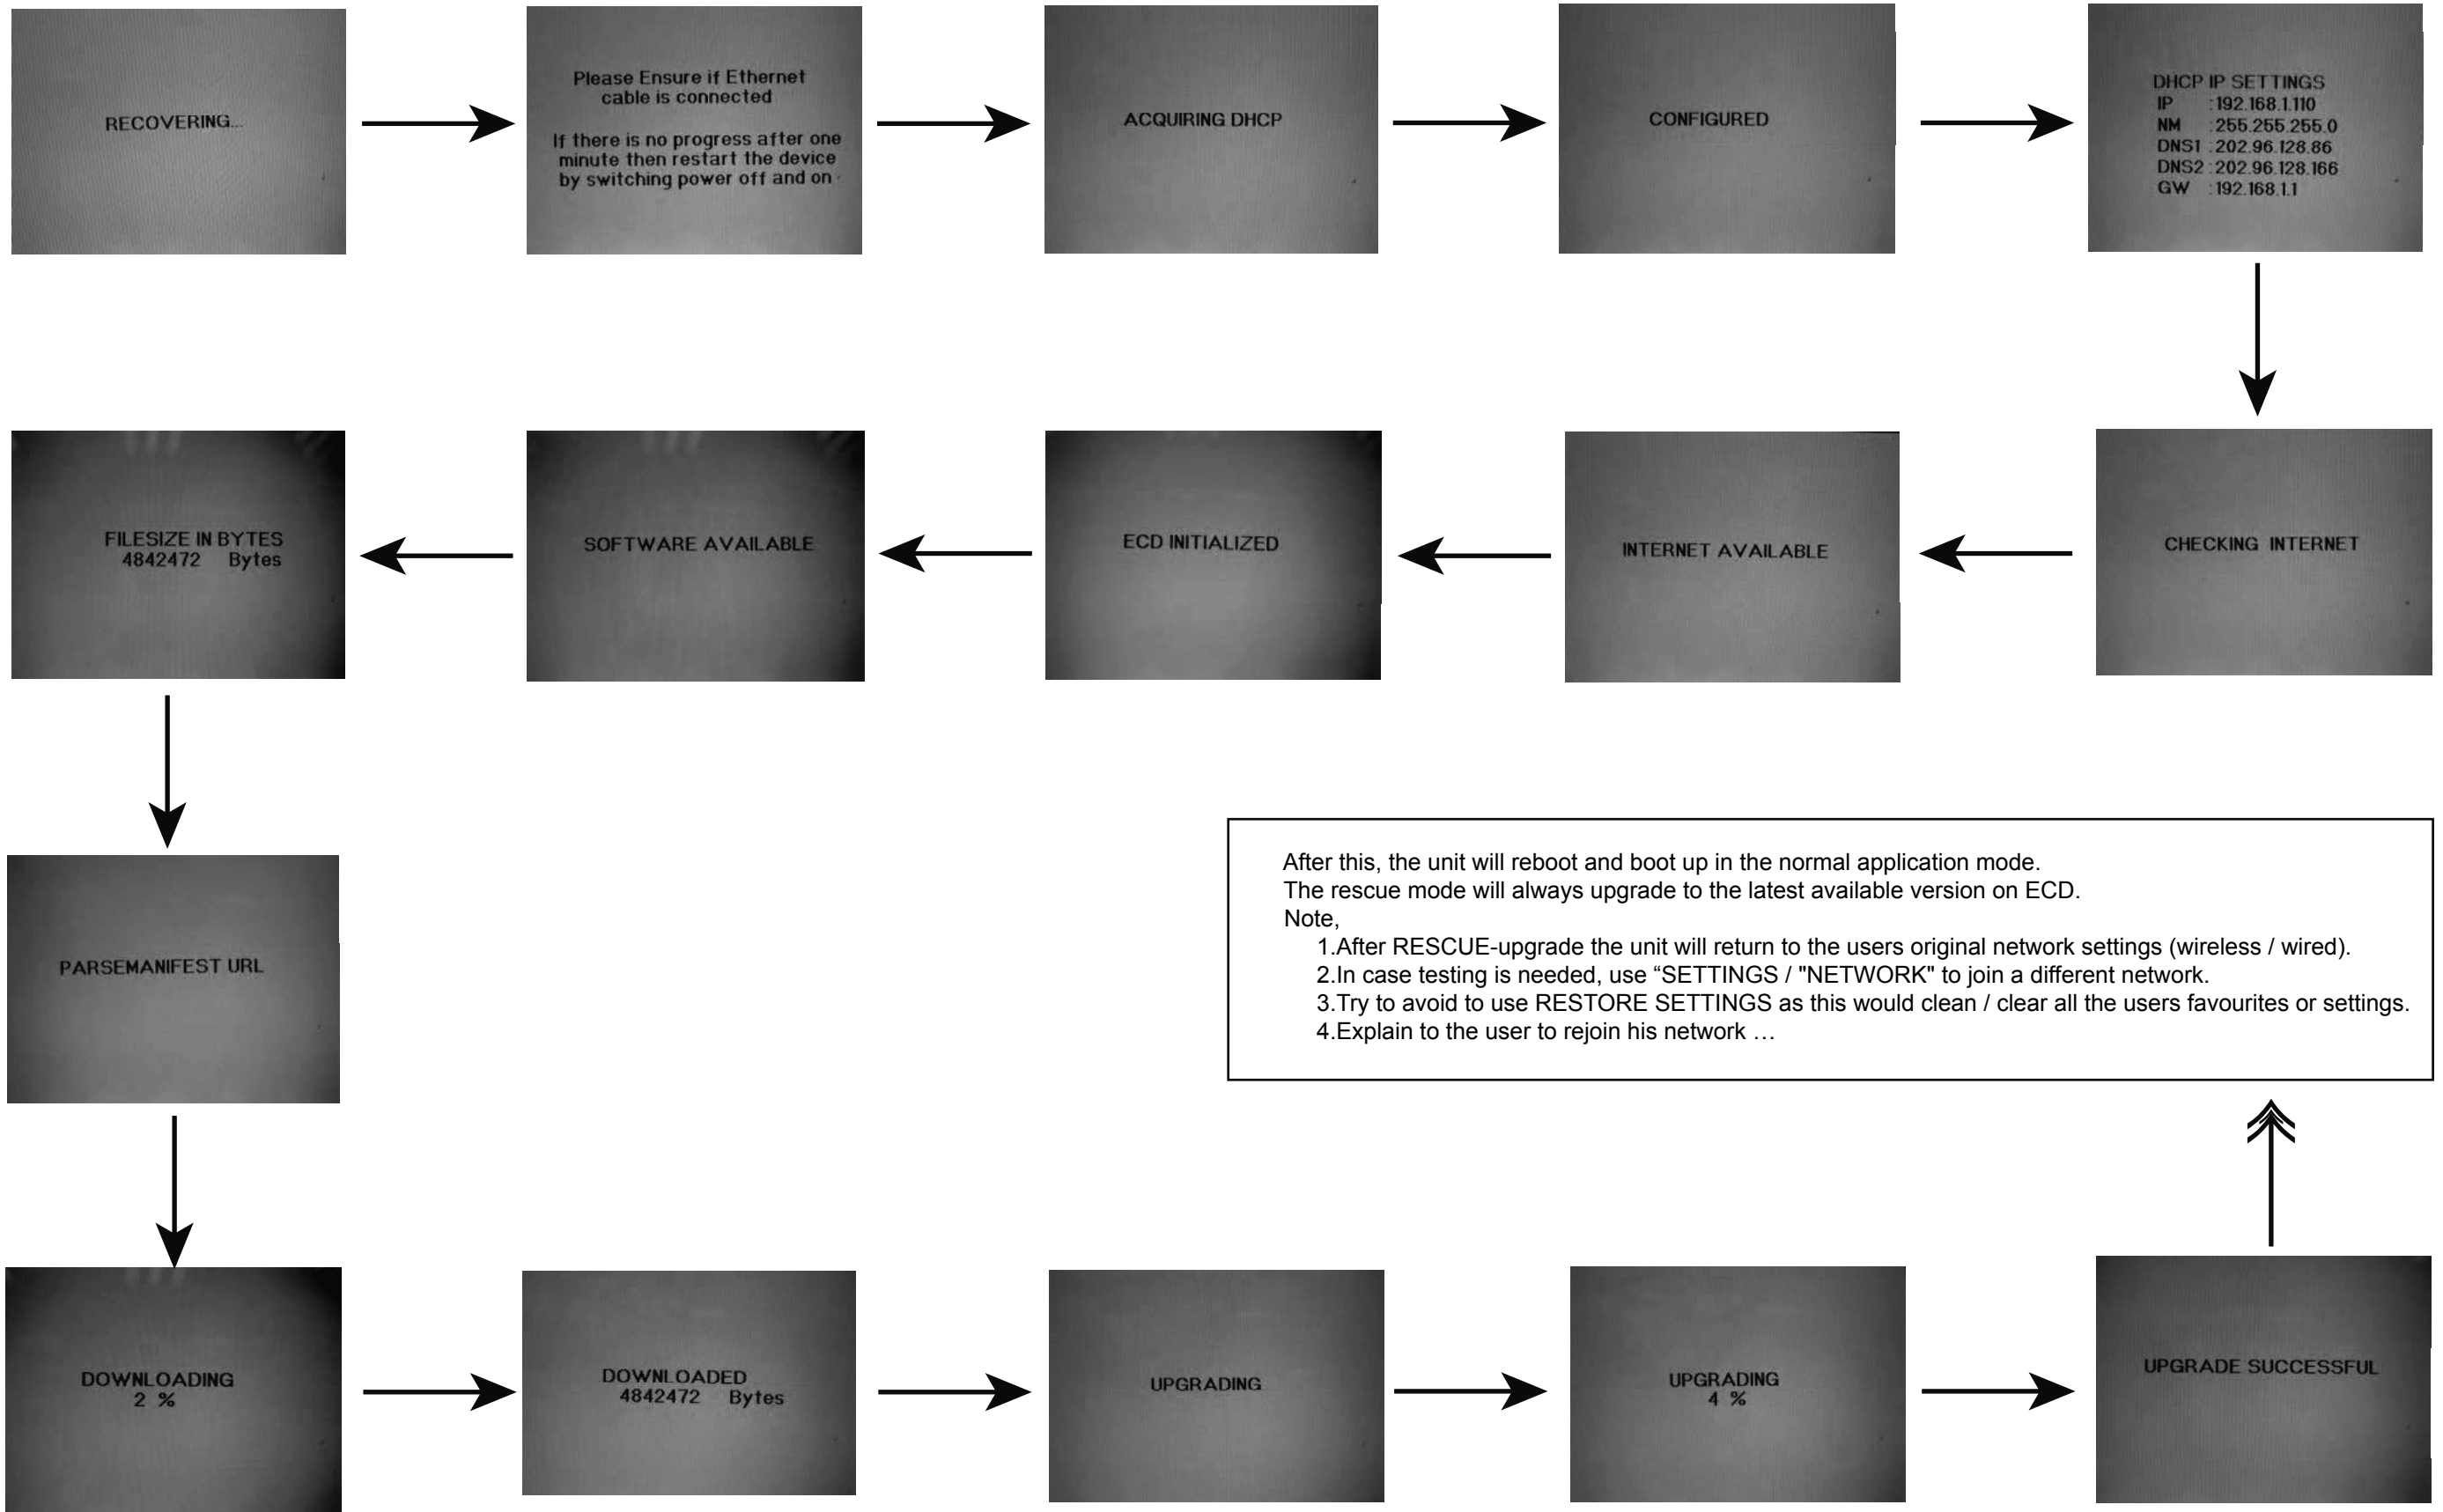 RECOVERING...
Please Ensure if Ethernet
cable is connected
If there is no progress after one
minute then restart the device
by switching power off and on
ACQUIRING DHCP
CONFIGURED
DHCP IP SETTINGS
IP :192.168.1.110
NM :255.255.255.0
DNS1 :202.96.128.86
DNS2 :202.96.128.166
GW :192.168.1.1
CHECKING INTERNET
INTERNET AVAILABLE
ECD INITIALIZED
SOFTWARE AVAILABLE
FILESIZE IN BYTES
4842472 Bytes
PARSEMANIFEST URL
DOWNLOADING
2 %
DOWNLOADED
4842472 Bytes
UPGRADING
UPGRADING
4 %
UPGRADE SUCCESSFUL
After this, the unit will reboot and boot up in the normal application mode.
The rescue mode will always upgrade to the latest available version on ECD.
Note,
1.After RESCUE-upgrade the unit will return to the users original network settings (wireless / wired).
2.In case testing is needed, use “SETTINGS / "NETWORK" to join a different network.
3.Try to avoid to use RESTORE SETTINGS as this would clean / clear all the users favourites or settings.
4.Explain to the user to rejoin his network …